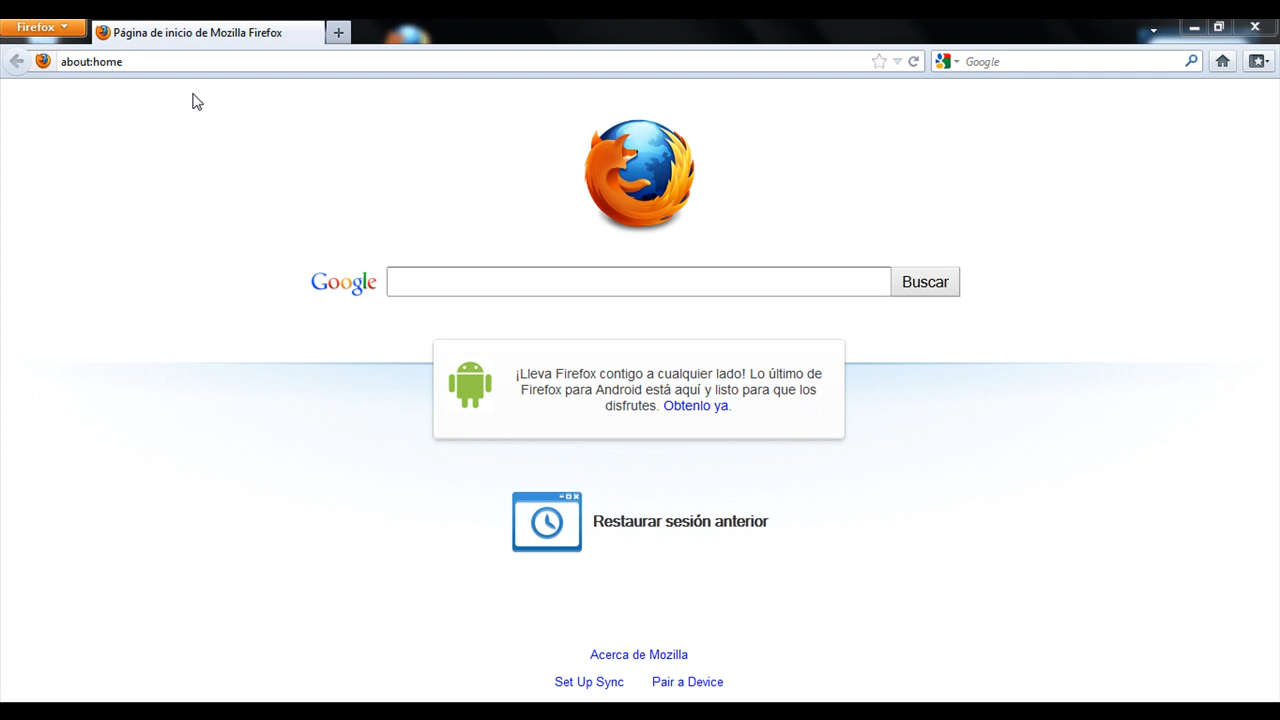 Firefox
Página de inicio de Mozilla Firefox
about:home
Google
Google
Buscar
¡Lleva Firefox contigo a cualquier lado! Lo último de
Firefox para Android está aquí y listo para que los
disfrutes. Obtenlo ya.
Restaurar sesión anterior
Acerca de Mozilla
Set Up Sync Pair a Device